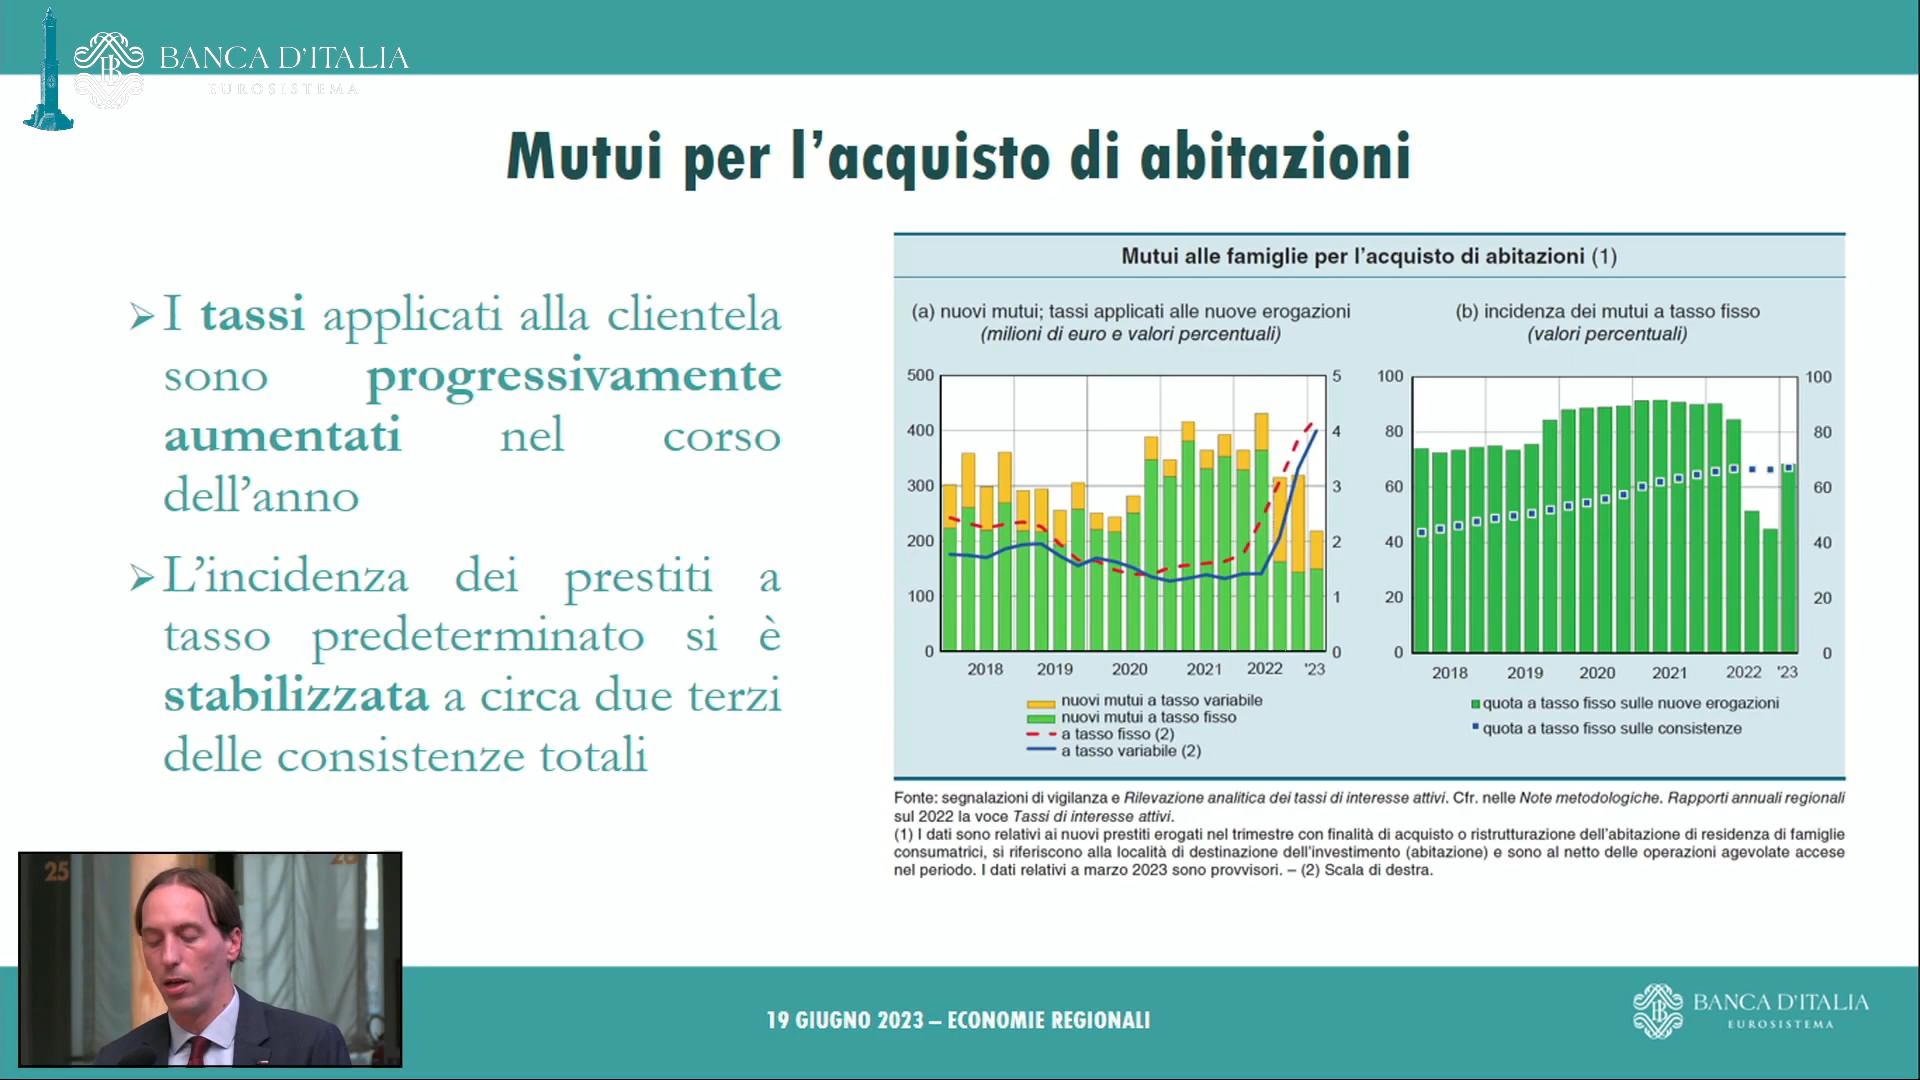 BANCA D'ITALIA
EUROSISTEMA
Mutui per l'acquisto di abitazioni
I tassi applicati alla clientela
sono progressivamente
aumentati nel corso
dell'anno
L'incidenza dei prestiti a
tasso predeterminato si è
stabilizzata a circa due terzi
delle consistenze totali
Mutui alle famiglie per l'acquisto di abitazioni (1)
(a) nuovi mutui; tassi applicati alle nuove erogazioni
(milioni di euro e valori percentuali)
500 5
400 4
300 3
200 2
100 1
0 0
2018 2019 2020 2021 2022 '23
nuovi mutui a tasso variabile
nuovi mutui a tasso fisso
a tasso fisso (2)
a tasso variabile (2)
(b) incidenza dei mutui a tasso fisso
(valori percentuali)
100 100
80 80
60 60
40 40
20 20
0 0
2018 2019 2020 2021 2022 '23
quota a tasso fisso sulle nuove erogazioni
quota a tasso fisso sulle consistenze
Fonte: segnalazioni di vigilanza e Rilevazione analitica dei tassi di interesse attivi. Cfr. nelle Note metodologiche. Rapporti annuali regionali
sul 2022 la voce Tassi di interesse attivi.
(1) I dati sono relativi ai nuovi prestiti erogati nel trimestre con finalità di acquisto o ristrutturazione dell'abitazione di residenza di famiglie
consumatrici, si riferiscono alla località di destinazione dell'investimento (abitazione) e sono al netto delle operazioni agevolate accese
nel periodo. I dati relativi a marzo 2023 sono provvisori. – (2) Scala di destra.
25
19 GIUGNO 2023 – ECONOMIE REGIONALI
BANCA D'ITALIA
EUROSISTEMA